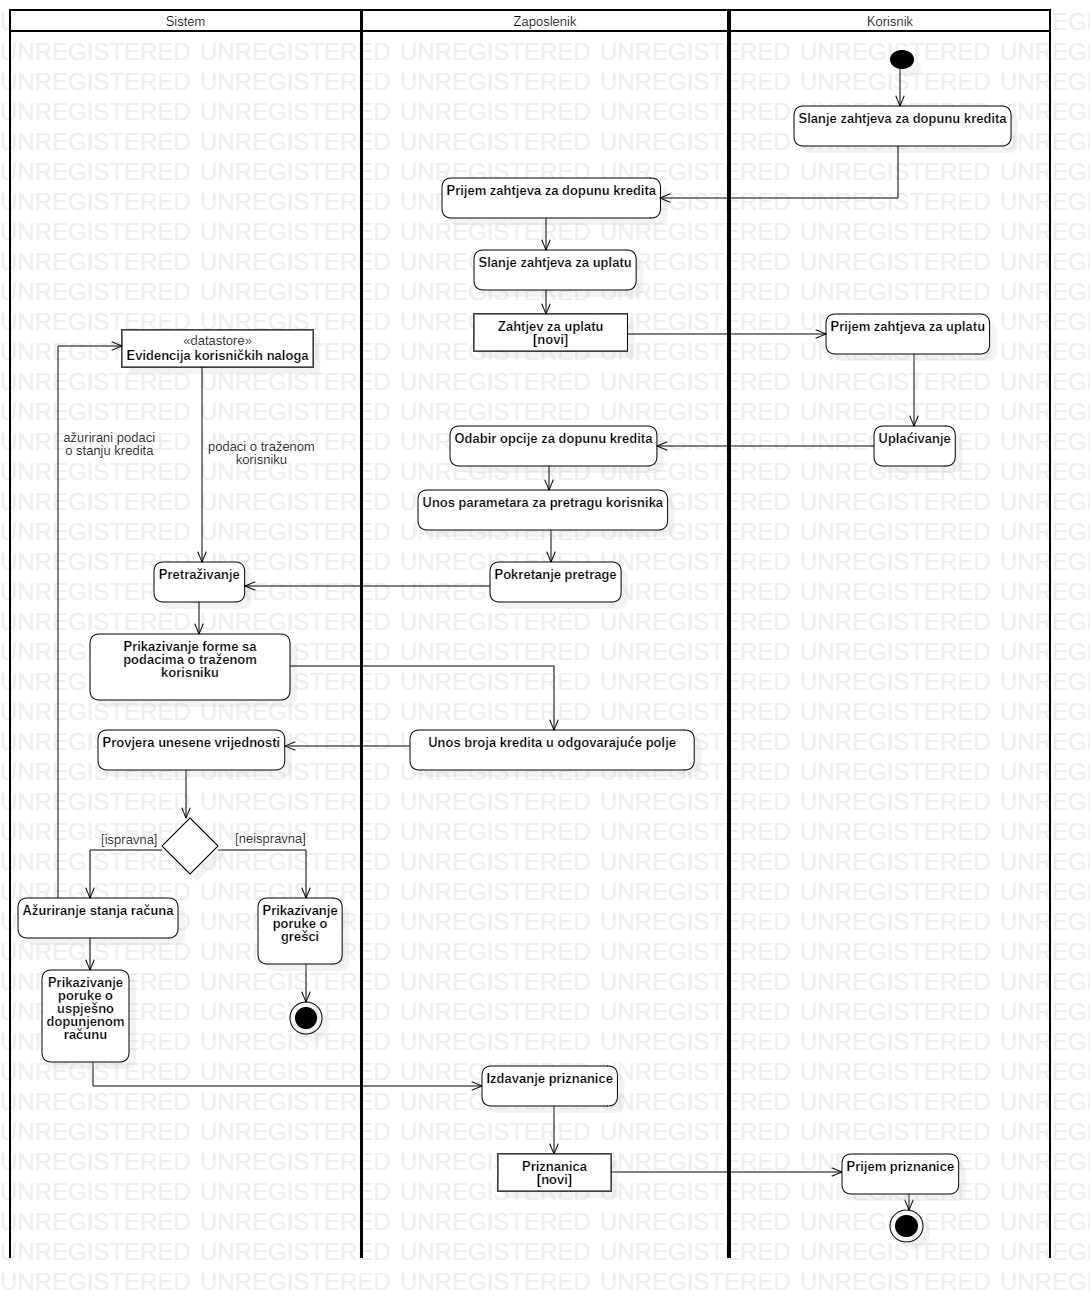 Sistem
Zaposlenik
Korisnik
Slanje zahtjeva za dopunu kredita
Prijem zahtjeva za dopunu kredita
Slanje zahtjeva za uplatu
Zahtjev za uplatu
[novi]
Prijem zahtjeva za uplatu
«datastore»
Evidencija korisničkih naloga
ažurirani podaci
o stanju kredita
podaci o traženom
korisniku
Odabir opcije za dopunu kredita
Uplaćivanje
Unos parametara za pretragu korisnika
Pretraživanje
Pokretanje pretrage
Prikazivanje forme sa
podacima o traženom
korisniku
Provjera unesene vrijednosti
Unos broja kredita u odgovarajuće polje
[ispravna]
[neispravna]
Ažuriranje stanja računa
Prikazivanje
poruke o
grešci
Prikazivanje
poruke o
uspješno
dopunjenom
računu
Izdavanje priznanice
Priznanica
[novi]
Prijem priznanice
UNREGISTERED